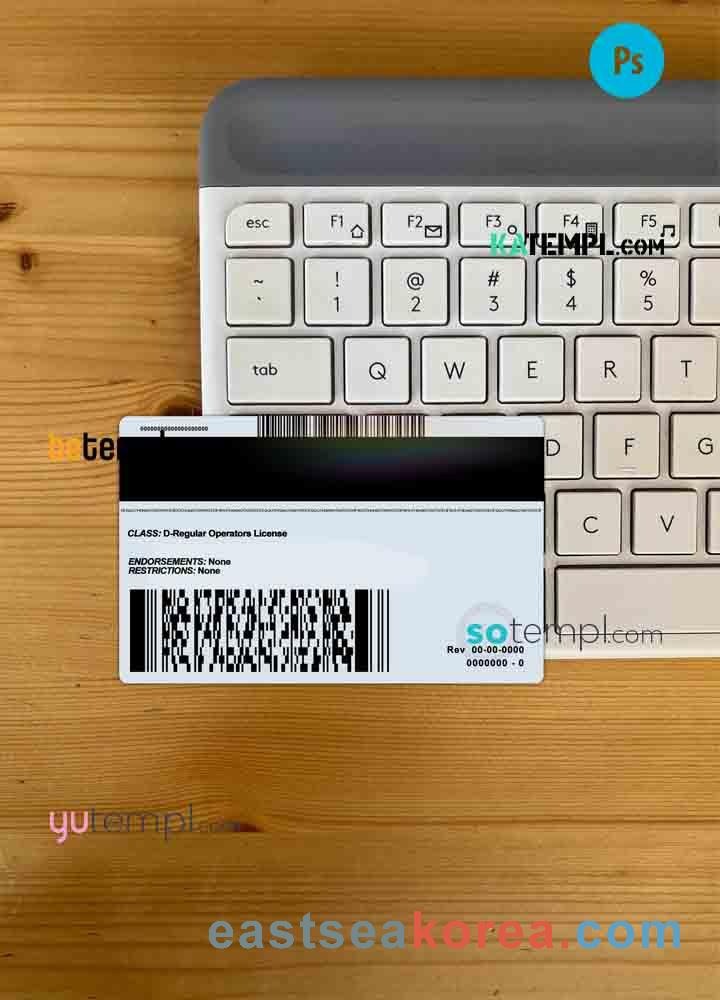 Ps
esc F1 F2 F3 F4 F5
KATEMPL.COM
~ ! @ # $ %
` 1 2 3 4 5
tab Q W E R T
betem
D F G
CLASS: D-Regular Operators License
C V
ENDORSEMENTS: None
RESTRICTIONS: None
sotempl.com
Rev 00-00-0000
0000000 - 0
yutempl.com
eastseakorea.com